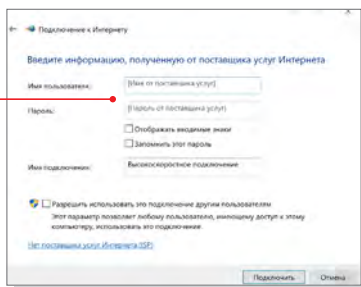 Подключение к Интернету
Введите информацию, полученную от поставщика услуг Интернета
Имя пользователя: [Имя от поставщика услуг]
Пароль: [Пароль от поставщика услуг]
Отображать вводимые знаки
Запомнить этот пароль
Имя подключения: Высокоскоростное подключение
Разрешить использовать это подключение другим пользователям
Этот параметр позволяет любому пользователю, имеющему доступ к этому
компьютеру, использовать это подключение.
Нет поставщика услуг Интернета (ISP)
Подключить Отмена